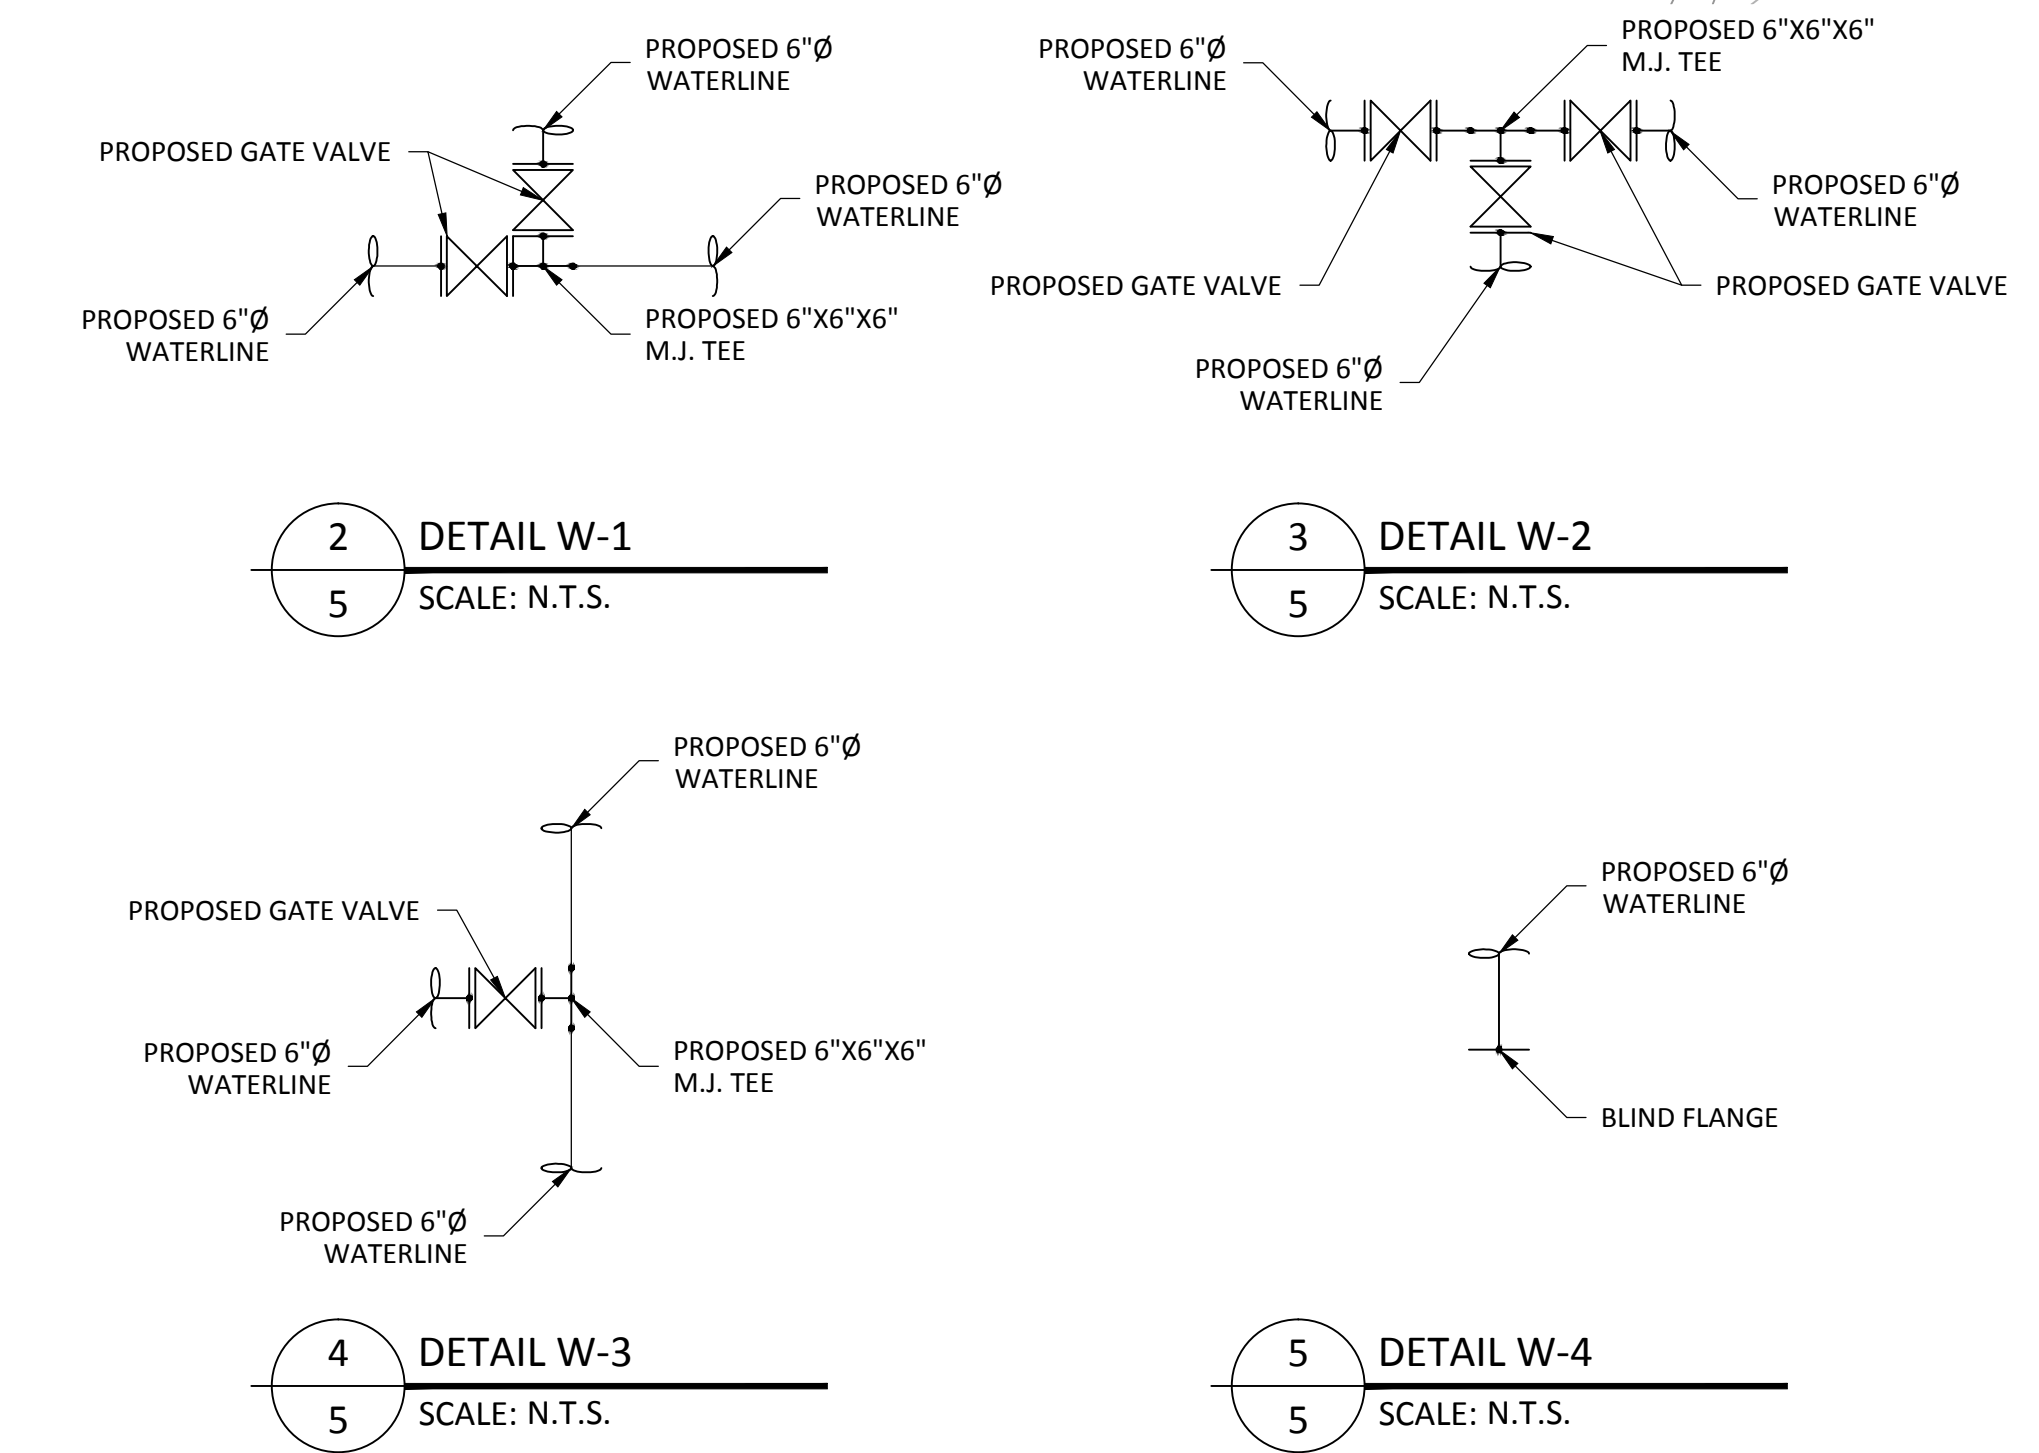 PROPOSED 6"Ø
WATERLINE
PROPOSED GATE VALVE
PROPOSED 6"Ø
WATERLINE
PROPOSED 6"Ø
WATERLINE
PROPOSED 6"X6"X6"
M.J. TEE
2
5
DETAIL W-1
SCALE: N.T.S.
PROPOSED 6"Ø
WATERLINE
PROPOSED 6"X6"X6"
M.J. TEE
PROPOSED 6"Ø
WATERLINE
PROPOSED GATE VALVE
PROPOSED GATE VALVE
PROPOSED 6"Ø
WATERLINE
3
5
DETAIL W-2
SCALE: N.T.S.
PROPOSED 6"Ø
WATERLINE
PROPOSED GATE VALVE
PROPOSED 6"Ø
WATERLINE
PROPOSED 6"X6"X6"
M.J. TEE
PROPOSED 6"Ø
WATERLINE
4
5
DETAIL W-3
SCALE: N.T.S.
PROPOSED 6"Ø
WATERLINE
BLIND FLANGE
5
5
DETAIL W-4
SCALE: N.T.S.